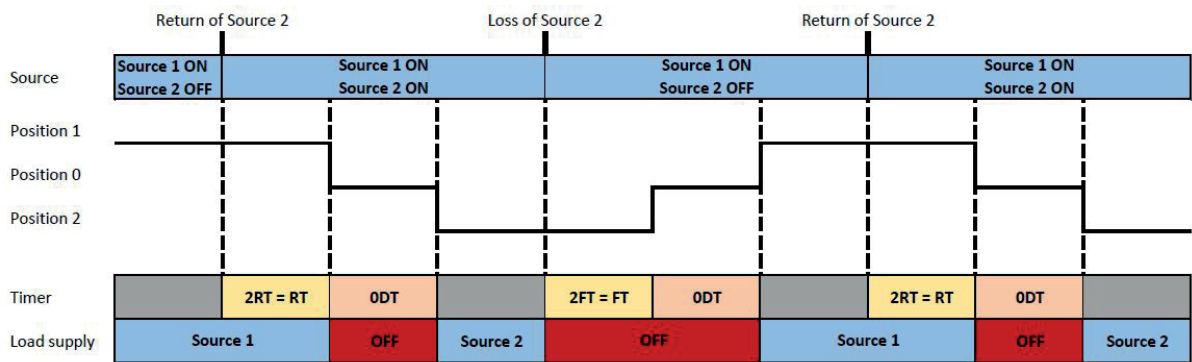 Return of Source 2 Loss of Source 2 Return of Source 2
Source
Source 1 ON
Source 2 OFF
Source 1 ON
Source 2 ON
Source 1 ON
Source 2 OFF
Source 1 ON
Source 2 ON
Position 1
Position 0
Position 2
Timer 2RT = RT 0DT 2FT = FT 0DT 2RT = RT 0DT
Load supply Source 1 OFF Source 2 OFF Source 1 OFF Source 2